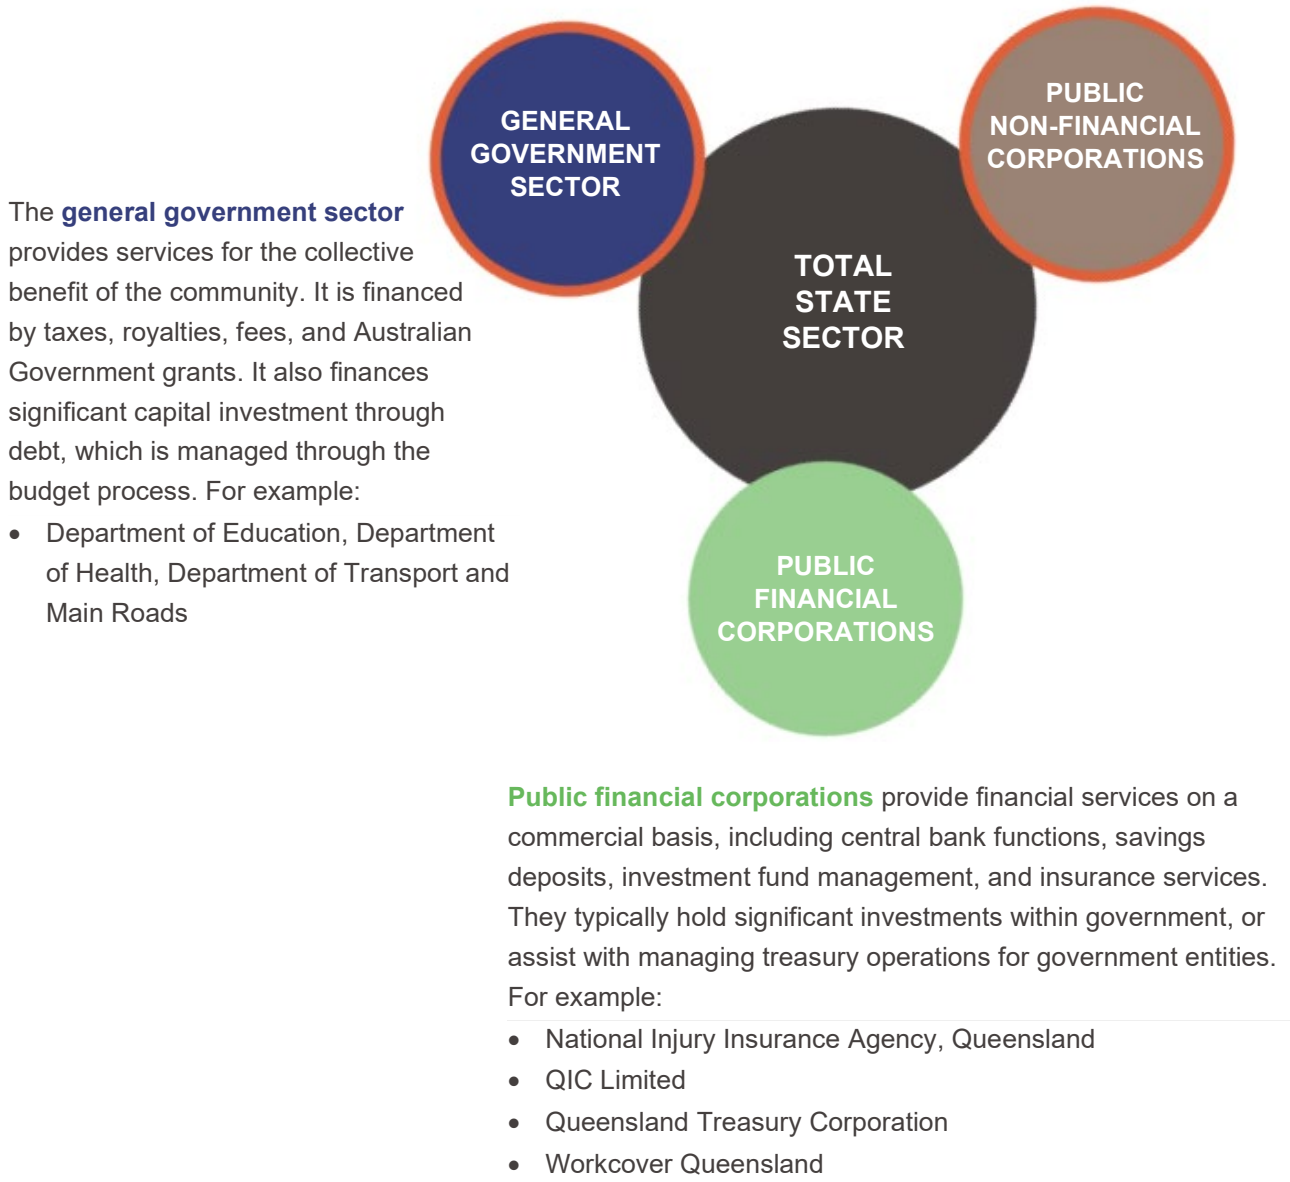 GENERAL
GOVERNMENT
SECTOR
PUBLIC
NON-FINANCIAL
CORPORATIONS
TOTAL
STATE
SECTOR
PUBLIC
FINANCIAL
CORPORATIONS
The general government sector
provides services for the collective
benefit of the community. It is financed
by taxes, royalties, fees, and Australian
Government grants. It also finances
significant capital investment through
debt, which is managed through the
budget process. For example:
• Department of Education, Department
of Health, Department of Transport and
Main Roads
Public financial corporations provide financial services on a
commercial basis, including central bank functions, savings
deposits, investment fund management, and insurance services.
They typically hold significant investments within government, or
assist with managing treasury operations for government entities.
For example:
• National Injury Insurance Agency, Queensland
• QIC Limited
• Queensland Treasury Corporation
• Workcover Queensland